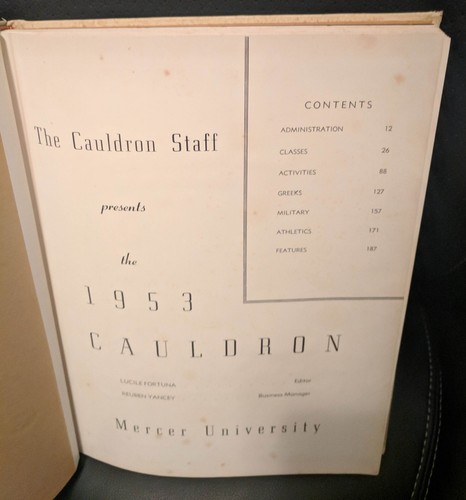 The Cauldron Staff
presents
the
1953
CAULDRON
LUCILE FORTUNA Editor
REUBEN YANCEY Business Manager
Mercer University
CONTENTS
ADMINISTRATION 12
CLASSES 26
ACTIVITIES 88
GREEKS 127
MILITARY 157
ATHLETICS 171
FEATURES 187